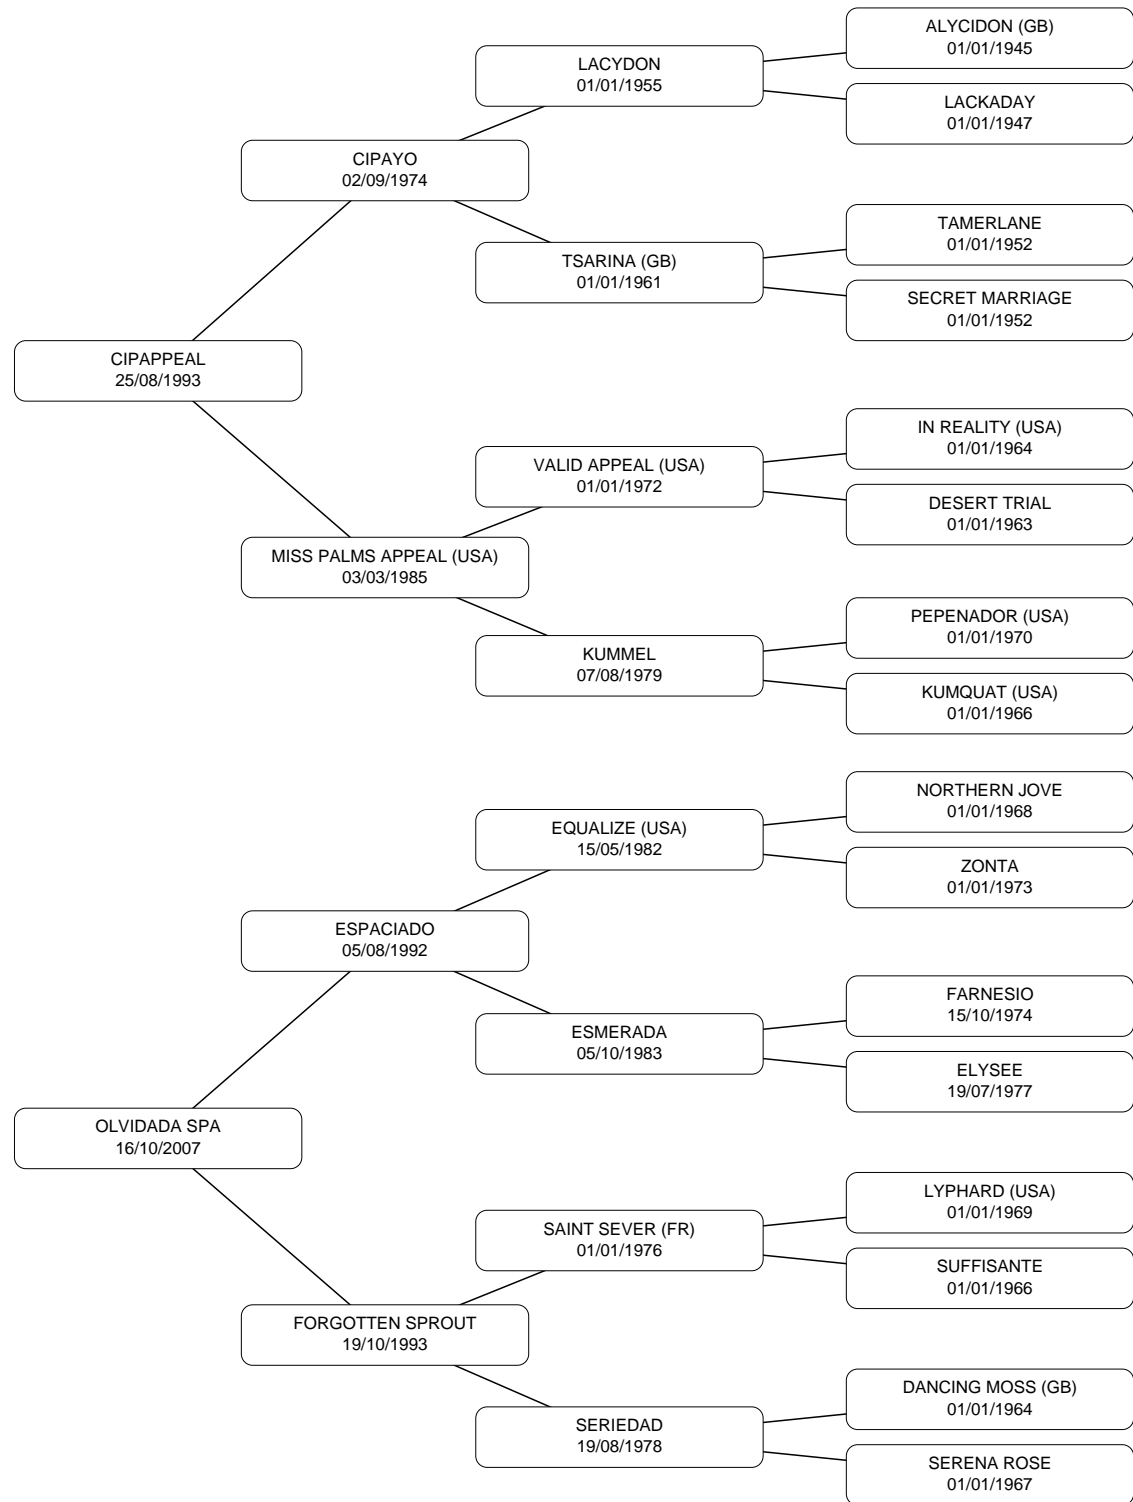 ALYCIDON (GB)
01/01/1945
LACYDON
01/01/1955
LACKADAY
01/01/1947
CIPAYO
02/09/1974
TAMERLANE
01/01/1952
TSARINA (GB)
01/01/1961
SECRET MARRIAGE
01/01/1952
CIPAPPEAL
25/08/1993
IN REALITY (USA)
01/01/1964
VALID APPEAL (USA)
01/01/1972
DESERT TRIAL
01/01/1963
MISS PALMS APPEAL (USA)
03/03/1985
PEPENADOR (USA)
01/01/1970
KUMMEL
07/08/1979
KUMQUAT (USA)
01/01/1966
NORTHERN JOVE
01/01/1968
EQUALIZE (USA)
15/05/1982
ZONTA
01/01/1973
ESPACIADO
05/08/1992
FARNESIO
15/10/1974
ESMERADA
05/10/1983
ELYSEE
19/07/1977
OLVIDADA SPA
16/10/2007
LYPHARD (USA)
01/01/1969
SAINT SEVER (FR)
01/01/1976
SUFFISANTE
01/01/1966
FORGOTTEN SPROUT
19/10/1993
DANCING MOSS (GB)
01/01/1964
SERIEDAD
19/08/1978
SERENA ROSE
01/01/1967